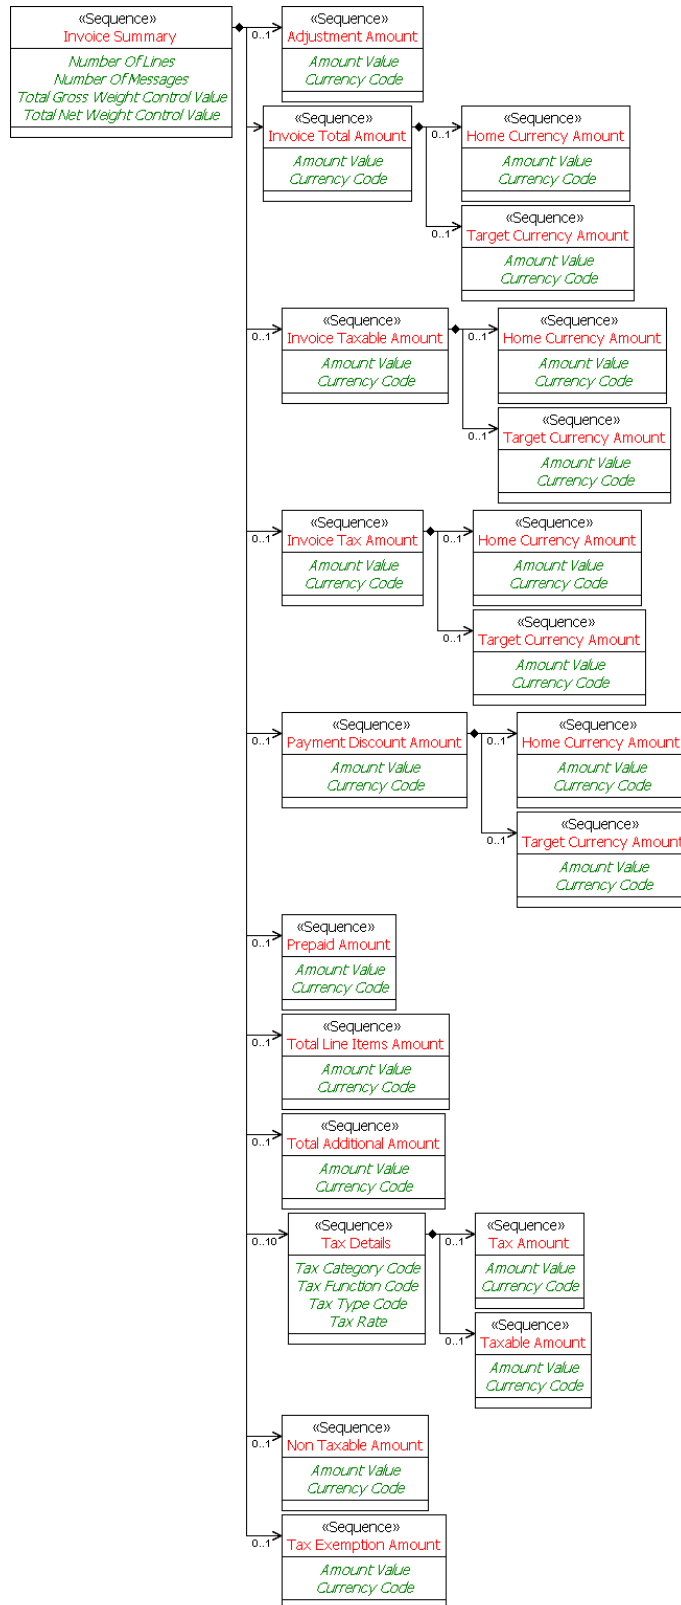 «Sequence»
Invoice Summary
Number Of Lines
Number Of Messages
Total Gross Weight Control Value
Total Net Weight Control Value
0..1
«Sequence»
Adjustment Amount
Amount Value
Currency Code
«Sequence»
Invoice Total Amount
Amount Value
Currency Code
0..1
«Sequence»
Home Currency Amount
Amount Value
Currency Code
0..1
«Sequence»
Target Currency Amount
Amount Value
Currency Code
0..1
«Sequence»
Invoice Taxable Amount
Amount Value
Currency Code
0..1
«Sequence»
Home Currency Amount
Amount Value
Currency Code
0..1
«Sequence»
Target Currency Amount
Amount Value
Currency Code
0..1
«Sequence»
Invoice Tax Amount
Amount Value
Currency Code
0..1
«Sequence»
Home Currency Amount
Amount Value
Currency Code
0..1
«Sequence»
Target Currency Amount
Amount Value
Currency Code
0..1
«Sequence»
Payment Discount Amount
Amount Value
Currency Code
0..1
«Sequence»
Home Currency Amount
Amount Value
Currency Code
0..1
«Sequence»
Target Currency Amount
Amount Value
Currency Code
0..1
«Sequence»
Prepaid Amount
Amount Value
Currency Code
0..1
«Sequence»
Total Line Items Amount
Amount Value
Currency Code
0..1
«Sequence»
Total Additional Amount
Amount Value
Currency Code
0..10
«Sequence»
Tax Details
Tax Category Code
Tax Function Code
Tax Type Code
Tax Rate
0..1
«Sequence»
Tax Amount
Amount Value
Currency Code
0..1
«Sequence»
Taxable Amount
Amount Value
Currency Code
0..1
«Sequence»
Non Taxable Amount
Amount Value
Currency Code
0..1
«Sequence»
Tax Exemption Amount
Amount Value
Currency Code